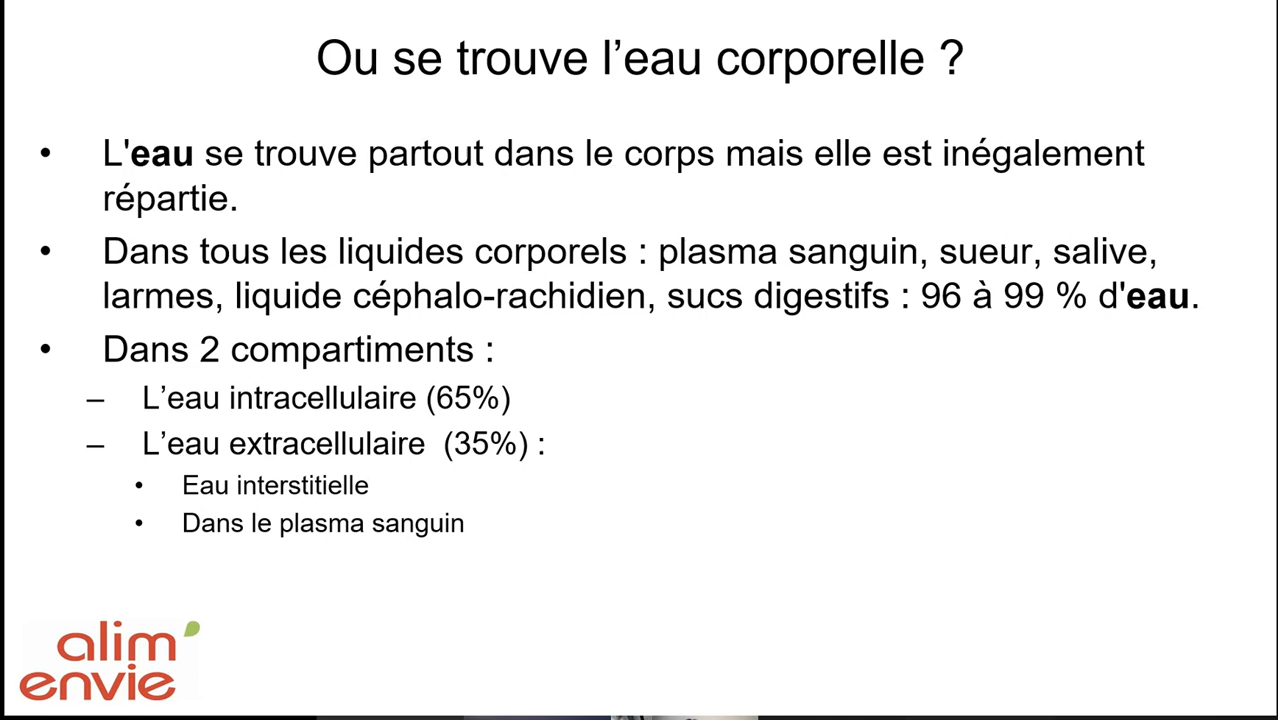 Ou se trouve l’eau corporelle ?
• L'eau se trouve partout dans le corps mais elle est inégalement
répartie.
• Dans tous les liquides corporels : plasma sanguin, sueur, salive,
larmes, liquide céphalo-rachidien, sucs digestifs : 96 à 99 % d'eau.
• Dans 2 compartiments :
– L’eau intracellulaire (65%)
– L’eau extracellulaire (35%) :
• Eau interstitielle
• Dans le plasma sanguin
alim'
envie